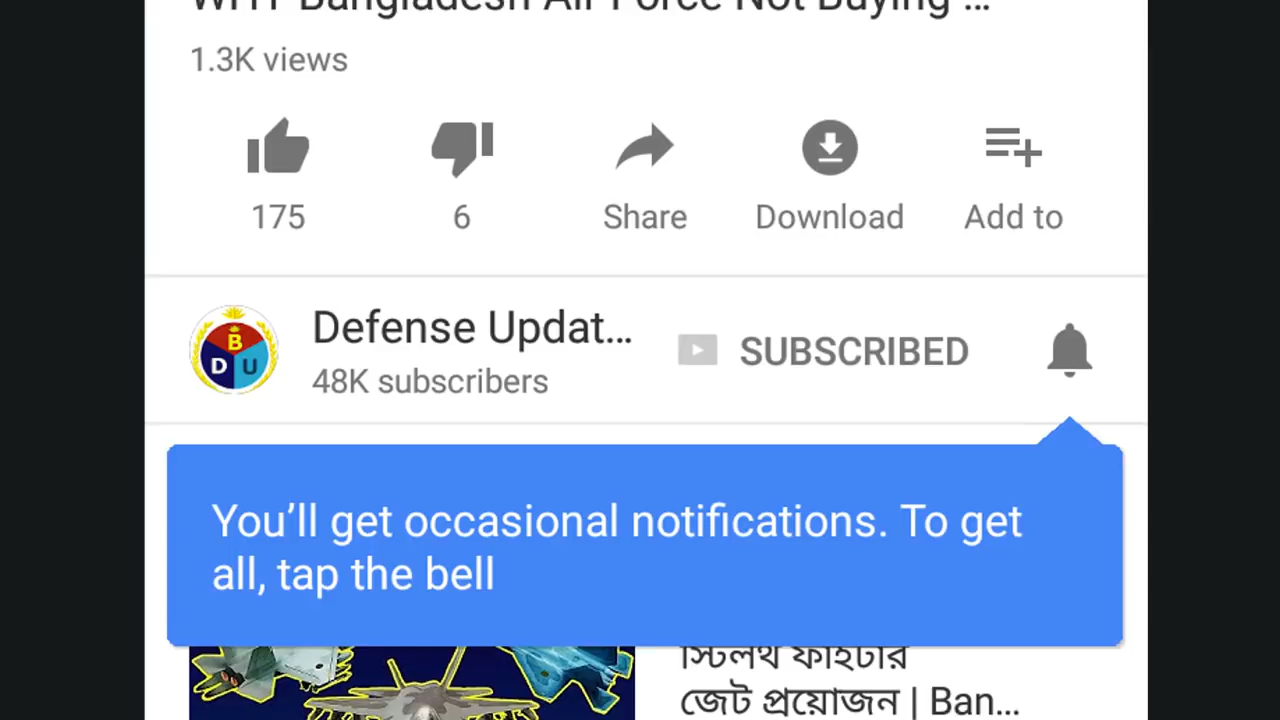 WHY Bangladesh Air Force Not Buying ...
1.3K views
175
6
Share
Download
Add to
B
D U
Defense Updat...
48K subscribers
SUBSCRIBED
You’ll get occasional notifications. To get
all, tap the bell
স্টিলথ ফাইটার
জেট প্রয়োজন | Ban...